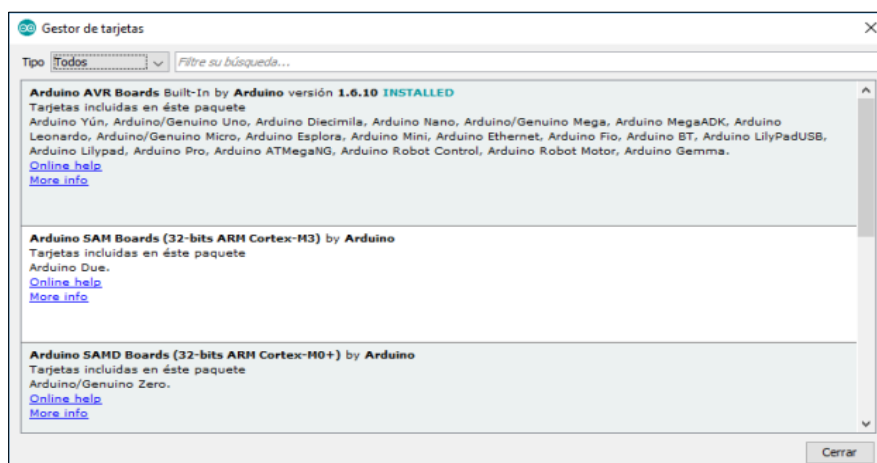 Gestor de tarjetas
Tipo Todos Filtre su búsqueda...
Arduino AVR Boards Built-In by Arduino versión 1.6.10 INSTALLED
Tarjetas incluidas en éste paquete
Arduino Yún, Arduino/Genuino Uno, Arduino Diecimila, Arduino Nano, Arduino/Genuino Mega, Arduino MegaADK, Arduino
Leonardo, Arduino/Genuino Micro, Arduino Esplora, Arduino Mini, Arduino Ethernet, Arduino Fio, Arduino BT, Arduino LilyPadUSB,
Arduino Lilypad, Arduino Pro, Arduino ATMegaNG, Arduino Robot Control, Arduino Robot Motor, Arduino Gemma.
Online help
More info
Arduino SAM Boards (32-bits ARM Cortex-M3) by Arduino
Tarjetas incluidas en éste paquete
Arduino Due.
Online help
More info
Arduino SAMD Boards (32-bits ARM Cortex-M0+) by Arduino
Tarjetas incluidas en éste paquete
Arduino/Genuino Zero.
Online help
More info
Cerrar